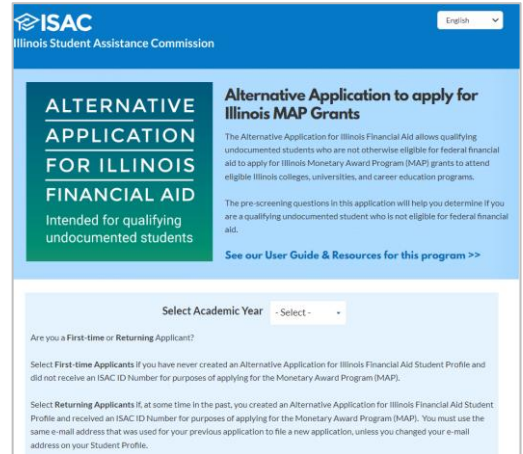 ISAC
Illinois Student Assistance Commission
English
ALTERNATIVE
APPLICATION
FOR ILLINOIS
FINANCIAL AID
Intended for qualifying
undocumented students
Alternative Application to apply for
Illinois MAP Grants
The Alternative Application for Illinois Financial Aid allows qualifying
undocumented students who are not otherwise eligible for federal financial
aid to apply for Illinois Monetary Award Program (MAP) grants to attend
eligible Illinois colleges, universities, and career education programs.
The pre-screening questions in this application will help you determine if you
are a qualifying undocumented student who is not eligible for federal financial
aid.
See our User Guide & Resources for this program >>
Select Academic Year - Select -
Are you a First-time or Returning Applicant?
Select First-time Applicants if you have never created an Alternative Application for Illinois Financial Aid Student Profile and
did not receive an ISAC ID Number for purposes of applying for the Monetary Award Program (MAP).
Select Returning Applicants if, at some time in the past, you created an Alternative Application for Illinois Financial Aid Student
Profile and received an ISAC ID Number for purposes of applying for the Monetary Award Program (MAP). You must use the
same e-mail address that was used for your previous application to file a new application, unless you changed your e-mail
address on your Student Profile.